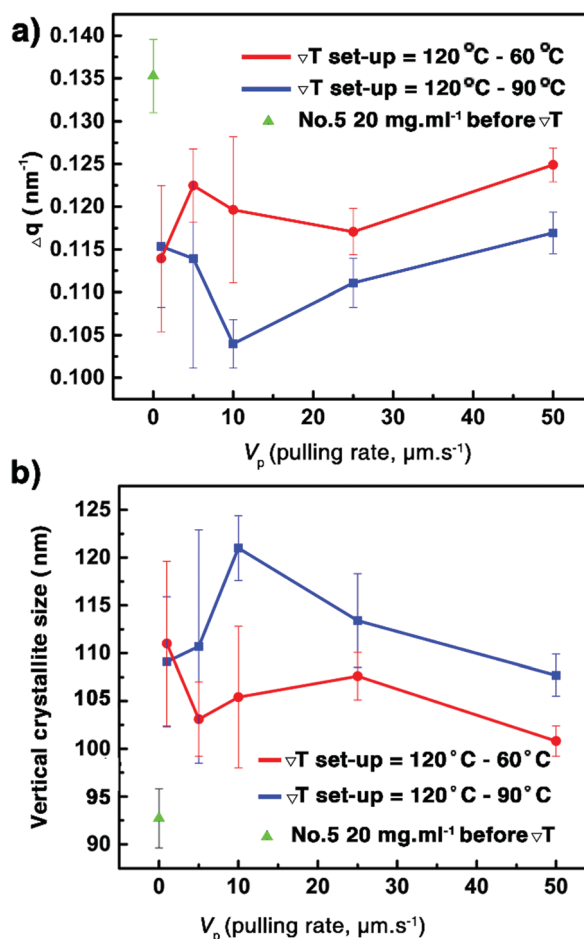 a)
0.145
0.140
0.135
0.130
0.125
0.120
0.115
0.110
0.105
0.100
▽T set-up = 120°C - 60°C
▽T set-up = 120°C - 90°C
No.5 20 mg.ml⁻¹ before ▽T
△q (nm⁻¹)
0 10 20 30 40 50
Vp (pulling rate, μm.s⁻¹)
b)
125
120
115
110
105
100
95
90
Vertical crystallite size (nm)
▽T set-up = 120°C - 60°C
▽T set-up = 120°C - 90°C
No.5 20 mg.ml⁻¹ before ▽T
0 10 20 30 40 50
Vp (pulling rate, μm.s⁻¹)